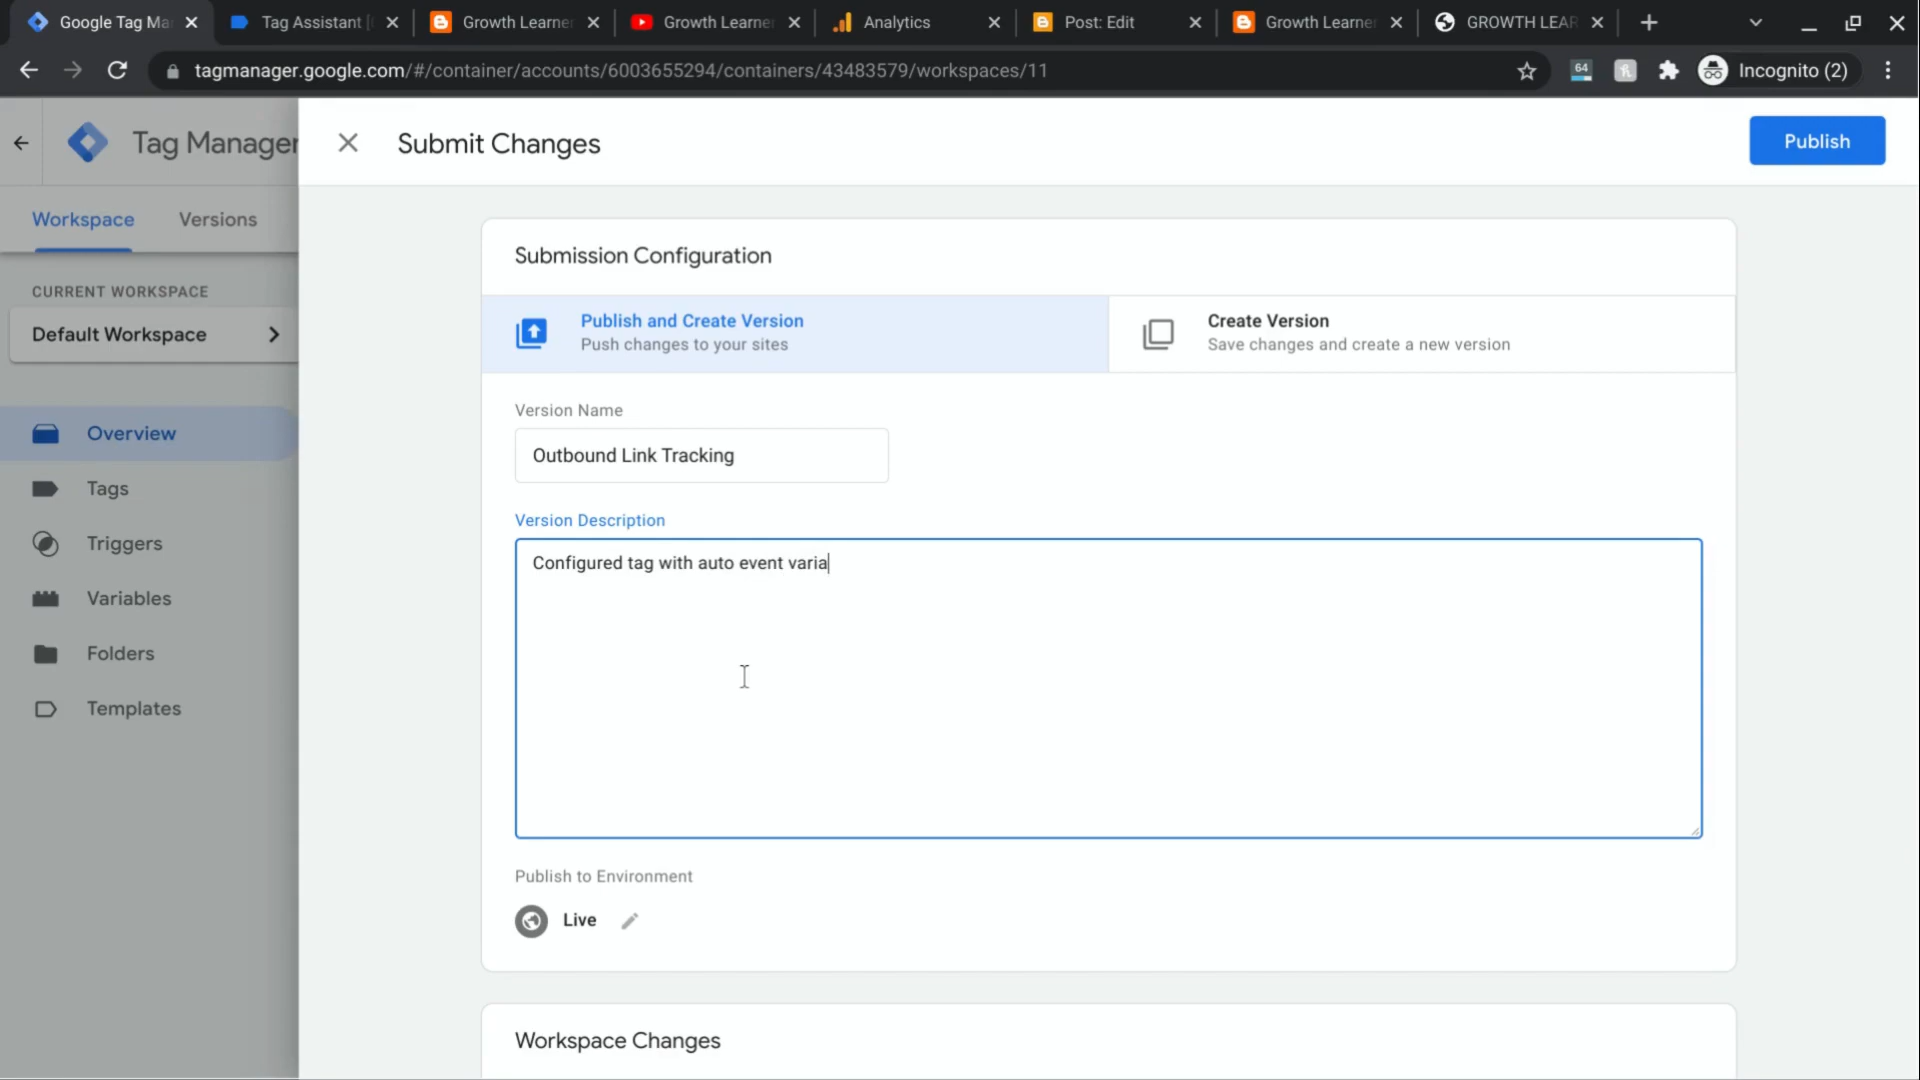 Google Tag Ma
Tag Assistant [
Growth Learne
Growth Learne
Analytics
Post: Edit
Growth Learne
GROWTH LEAR
tagmanager.google.com/#/container/accounts/6003655294/containers/43483579/workspaces/11
64
Incognito (2)
Tag Manager
Submit Changes
Publish
Workspace
Versions
Submission Configuration
CURRENT WORKSPACE
Default Workspace
Publish and Create Version
Push changes to your sites
Create Version
Save changes and create a new version
Version Name
Outbound Link Tracking
Overview
Tags
Triggers
Variables
Folders
Templates
Version Description
Configured tag with auto event varia
Publish to Environment
Live
Workspace Changes